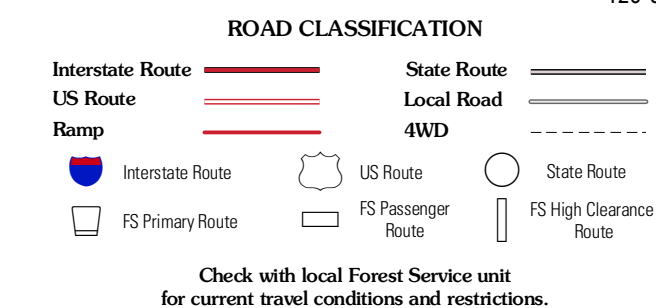 ROAD CLASSIFICATION
Interstate Route
State Route
US Route
Local Road
Ramp
4WD
Interstate Route
US Route
State Route
FS Primary Route
FS Passenger
Route
FS High Clearance
Route
Check with local Forest Service unit
for current travel conditions and restrictions.